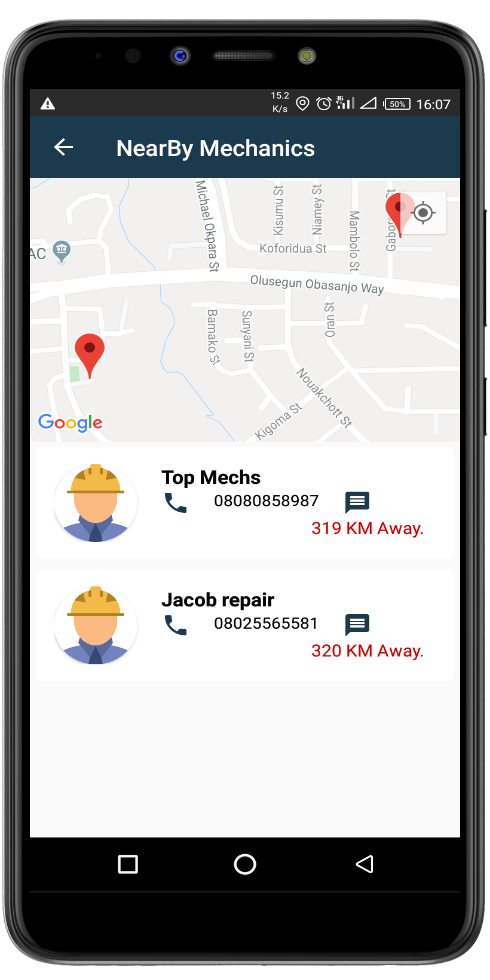 15.2
K/s
50%
16:07
NearBy Mechanics
Michael Okpara St
Kisumu St
Niamey St
Mambolo St
Gabor
AC
Koforidua St
Olusegun Obasanjo Way
Bamako St
Sunyani St
Oran St
Nouakchott St
Kigoma St
Google
Top Mechs
08080858987
319 KM Away.
Jacob repair
08025565581
320 KM Away.